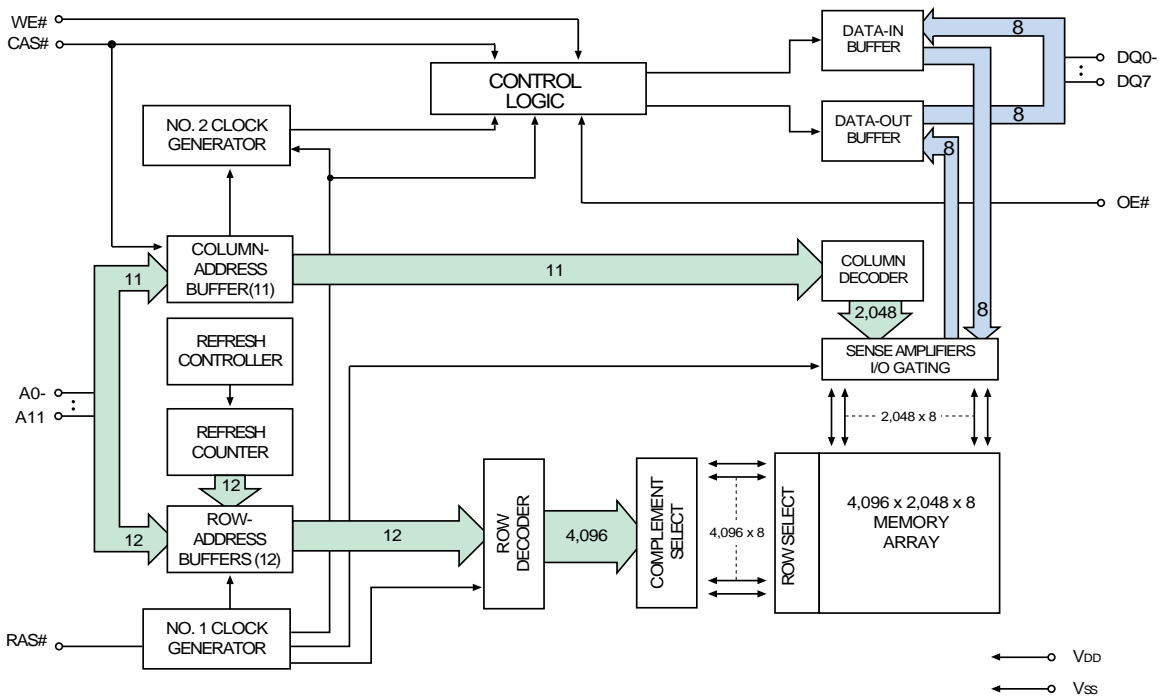 WE#
CAS#
CONTROL
LOGIC
DATA-IN
BUFFER
8
DQ0-
DQ7
NO. 2 CLOCK
GENERATOR
DATA-OUT
BUFFER
8
8
OE#
COLUMN-
ADDRESS
BUFFER(11)
11
11
COLUMN
DECODER
2,048
8
REFRESH
CONTROLLER
SENSE AMPLIFIERS
I/O GATING
A0-
A11
2,048 x 8
REFRESH
COUNTER
12
ROW-
ADDRESS
BUFFERS (12)
12
12
ROW
DECODER
4,096
COMPLEMENT
SELECT
4,096 x 8
ROW SELECT
4,096 x 2,048 x 8
MEMORY
ARRAY
RAS#
NO. 1 CLOCK
GENERATOR
VDD
VSS